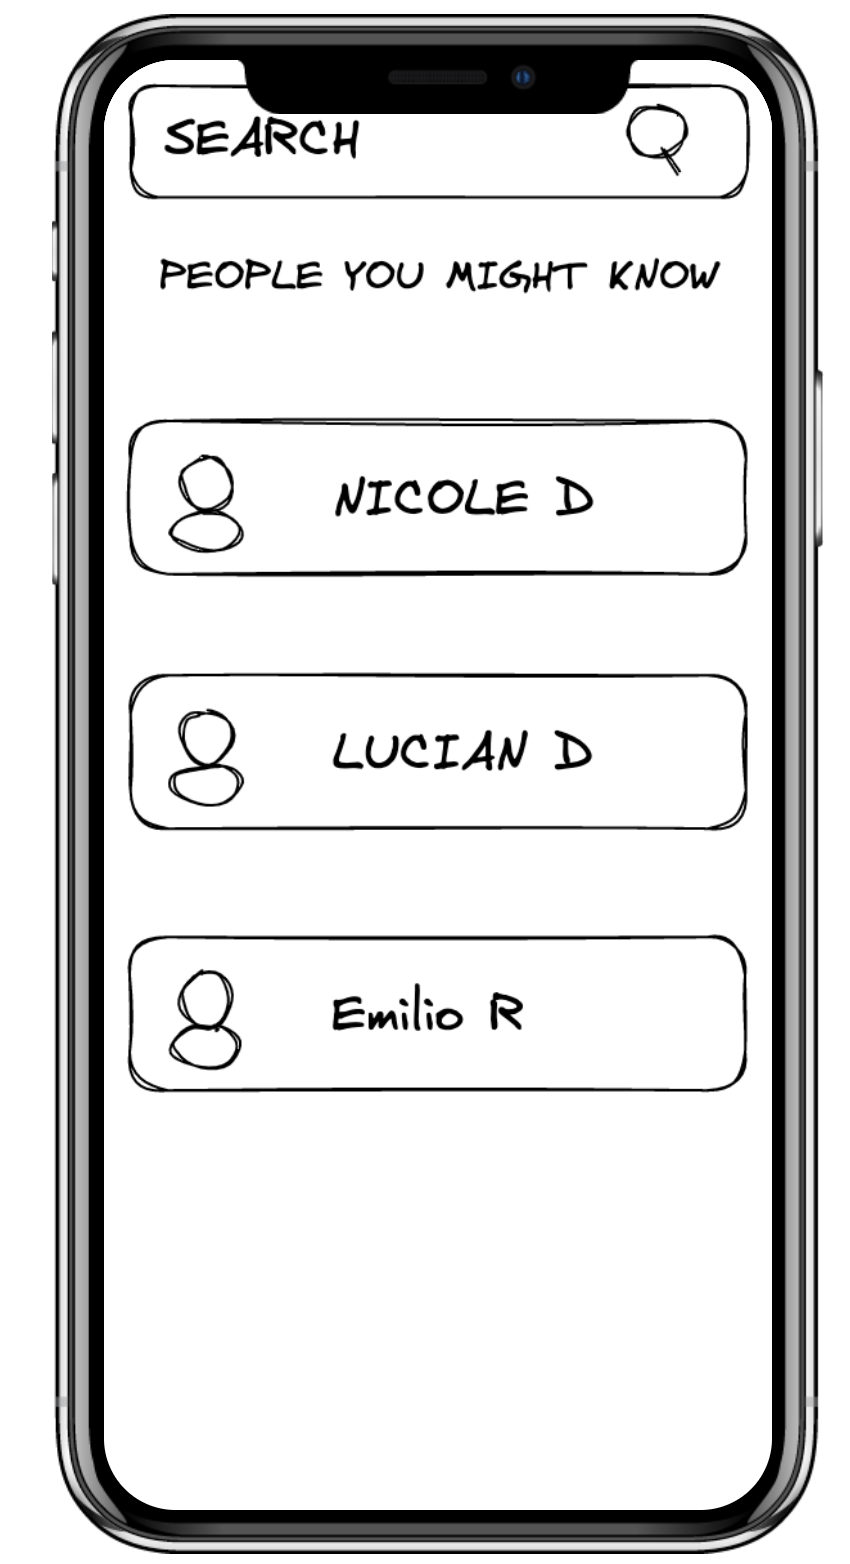 SEARCH
PEOPLE YOU MIGHT KNOW
NICOLE D
LUCIAN D
Emilio R